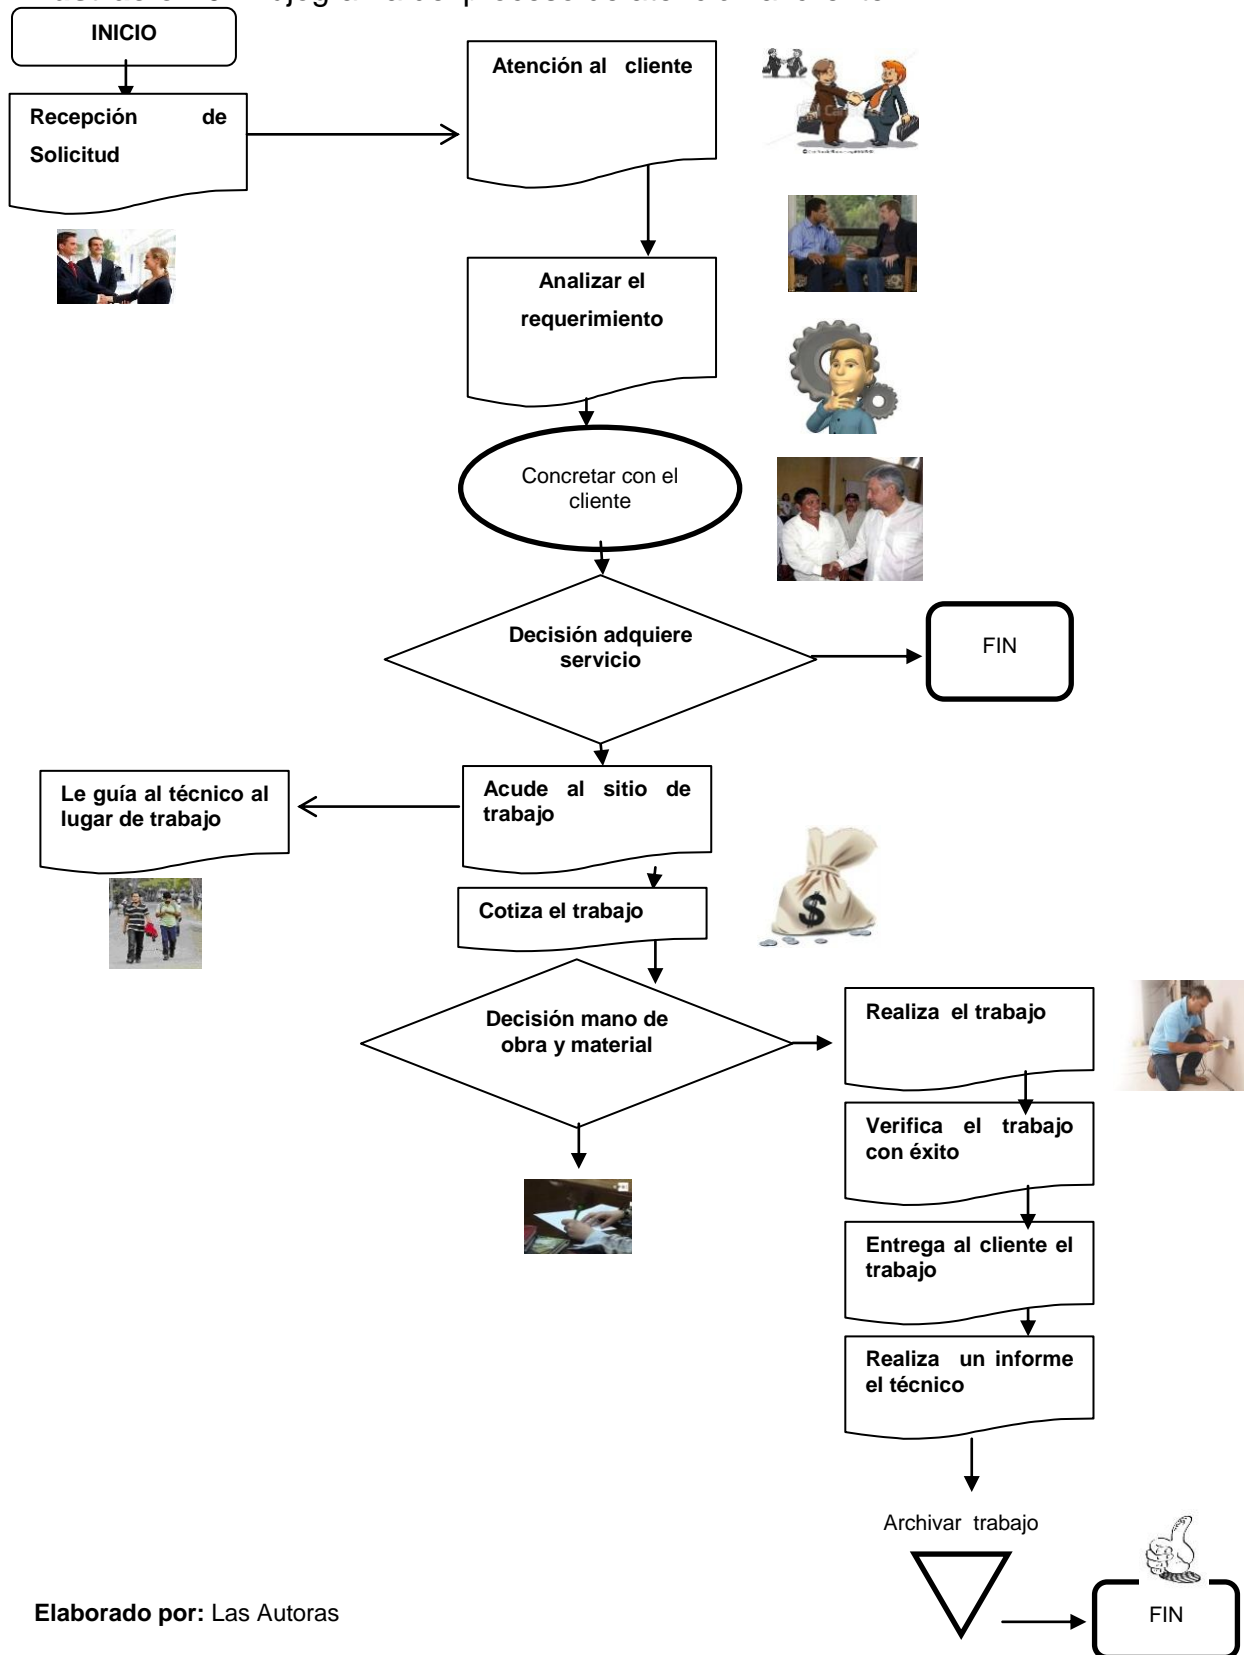 INICIO
Recepción de
Solicitud
Atención al cliente
Analizar el
requerimiento
Concretar con el
cliente
Decisión adquiere
servicio
FIN
Le guía al técnico al
lugar de trabajo
Acude al sitio de
trabajo
Cotiza el trabajo
$
Decisión mano de
obra y material
Realiza el trabajo
Verifica el trabajo
con éxito
Entrega al cliente el
trabajo
Realiza un informe
el técnico
Archivar trabajo
FIN
Elaborado por: Las Autoras